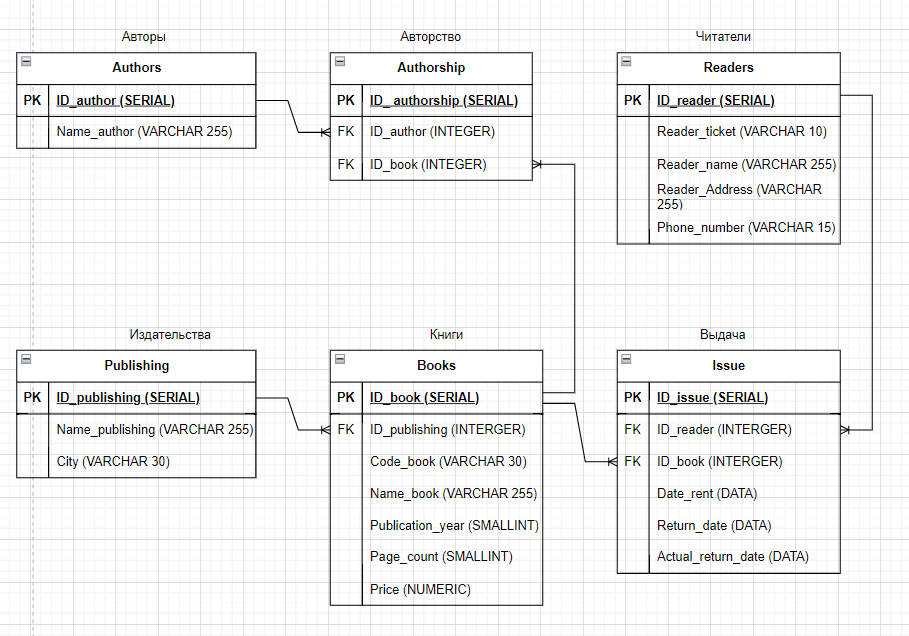 Авторы
Authors
PK ID_author (SERIAL)
Name_author (VARCHAR 255)
Авторство
Authorship
PK ID_ authorship (SERIAL)
FK ID_author (INTEGER)
FK ID_book (INTEGER)
Читатели
Readers
PK ID_reader (SERIAL)
Reader_ticket (VARCHAR 10)
Reader_name (VARCHAR 255)
Reader_Address (VARCHAR
255)
Phone_number (VARCHAR 15)
Издательства
Publishing
PK ID_publishing (SERIAL)
Name_publishing (VARCHAR 255)
City (VARCHAR 30)
Книги
Books
PK ID_book (SERIAL)
FK ID_publishing (INTERGER)
Code_book (VARCHAR 30)
Name_book (VARCHAR 255)
Publication_year (SMALLINT)
Page_count (SMALLINT)
Price (NUMERIC)
Выдача
Issue
PK ID_issue (SERIAL)
FK ID_reader (INTERGER)
FK ID_book (INTERGER)
Date_rent (DATA)
Return_date (DATA)
Actual_return_date (DATA)